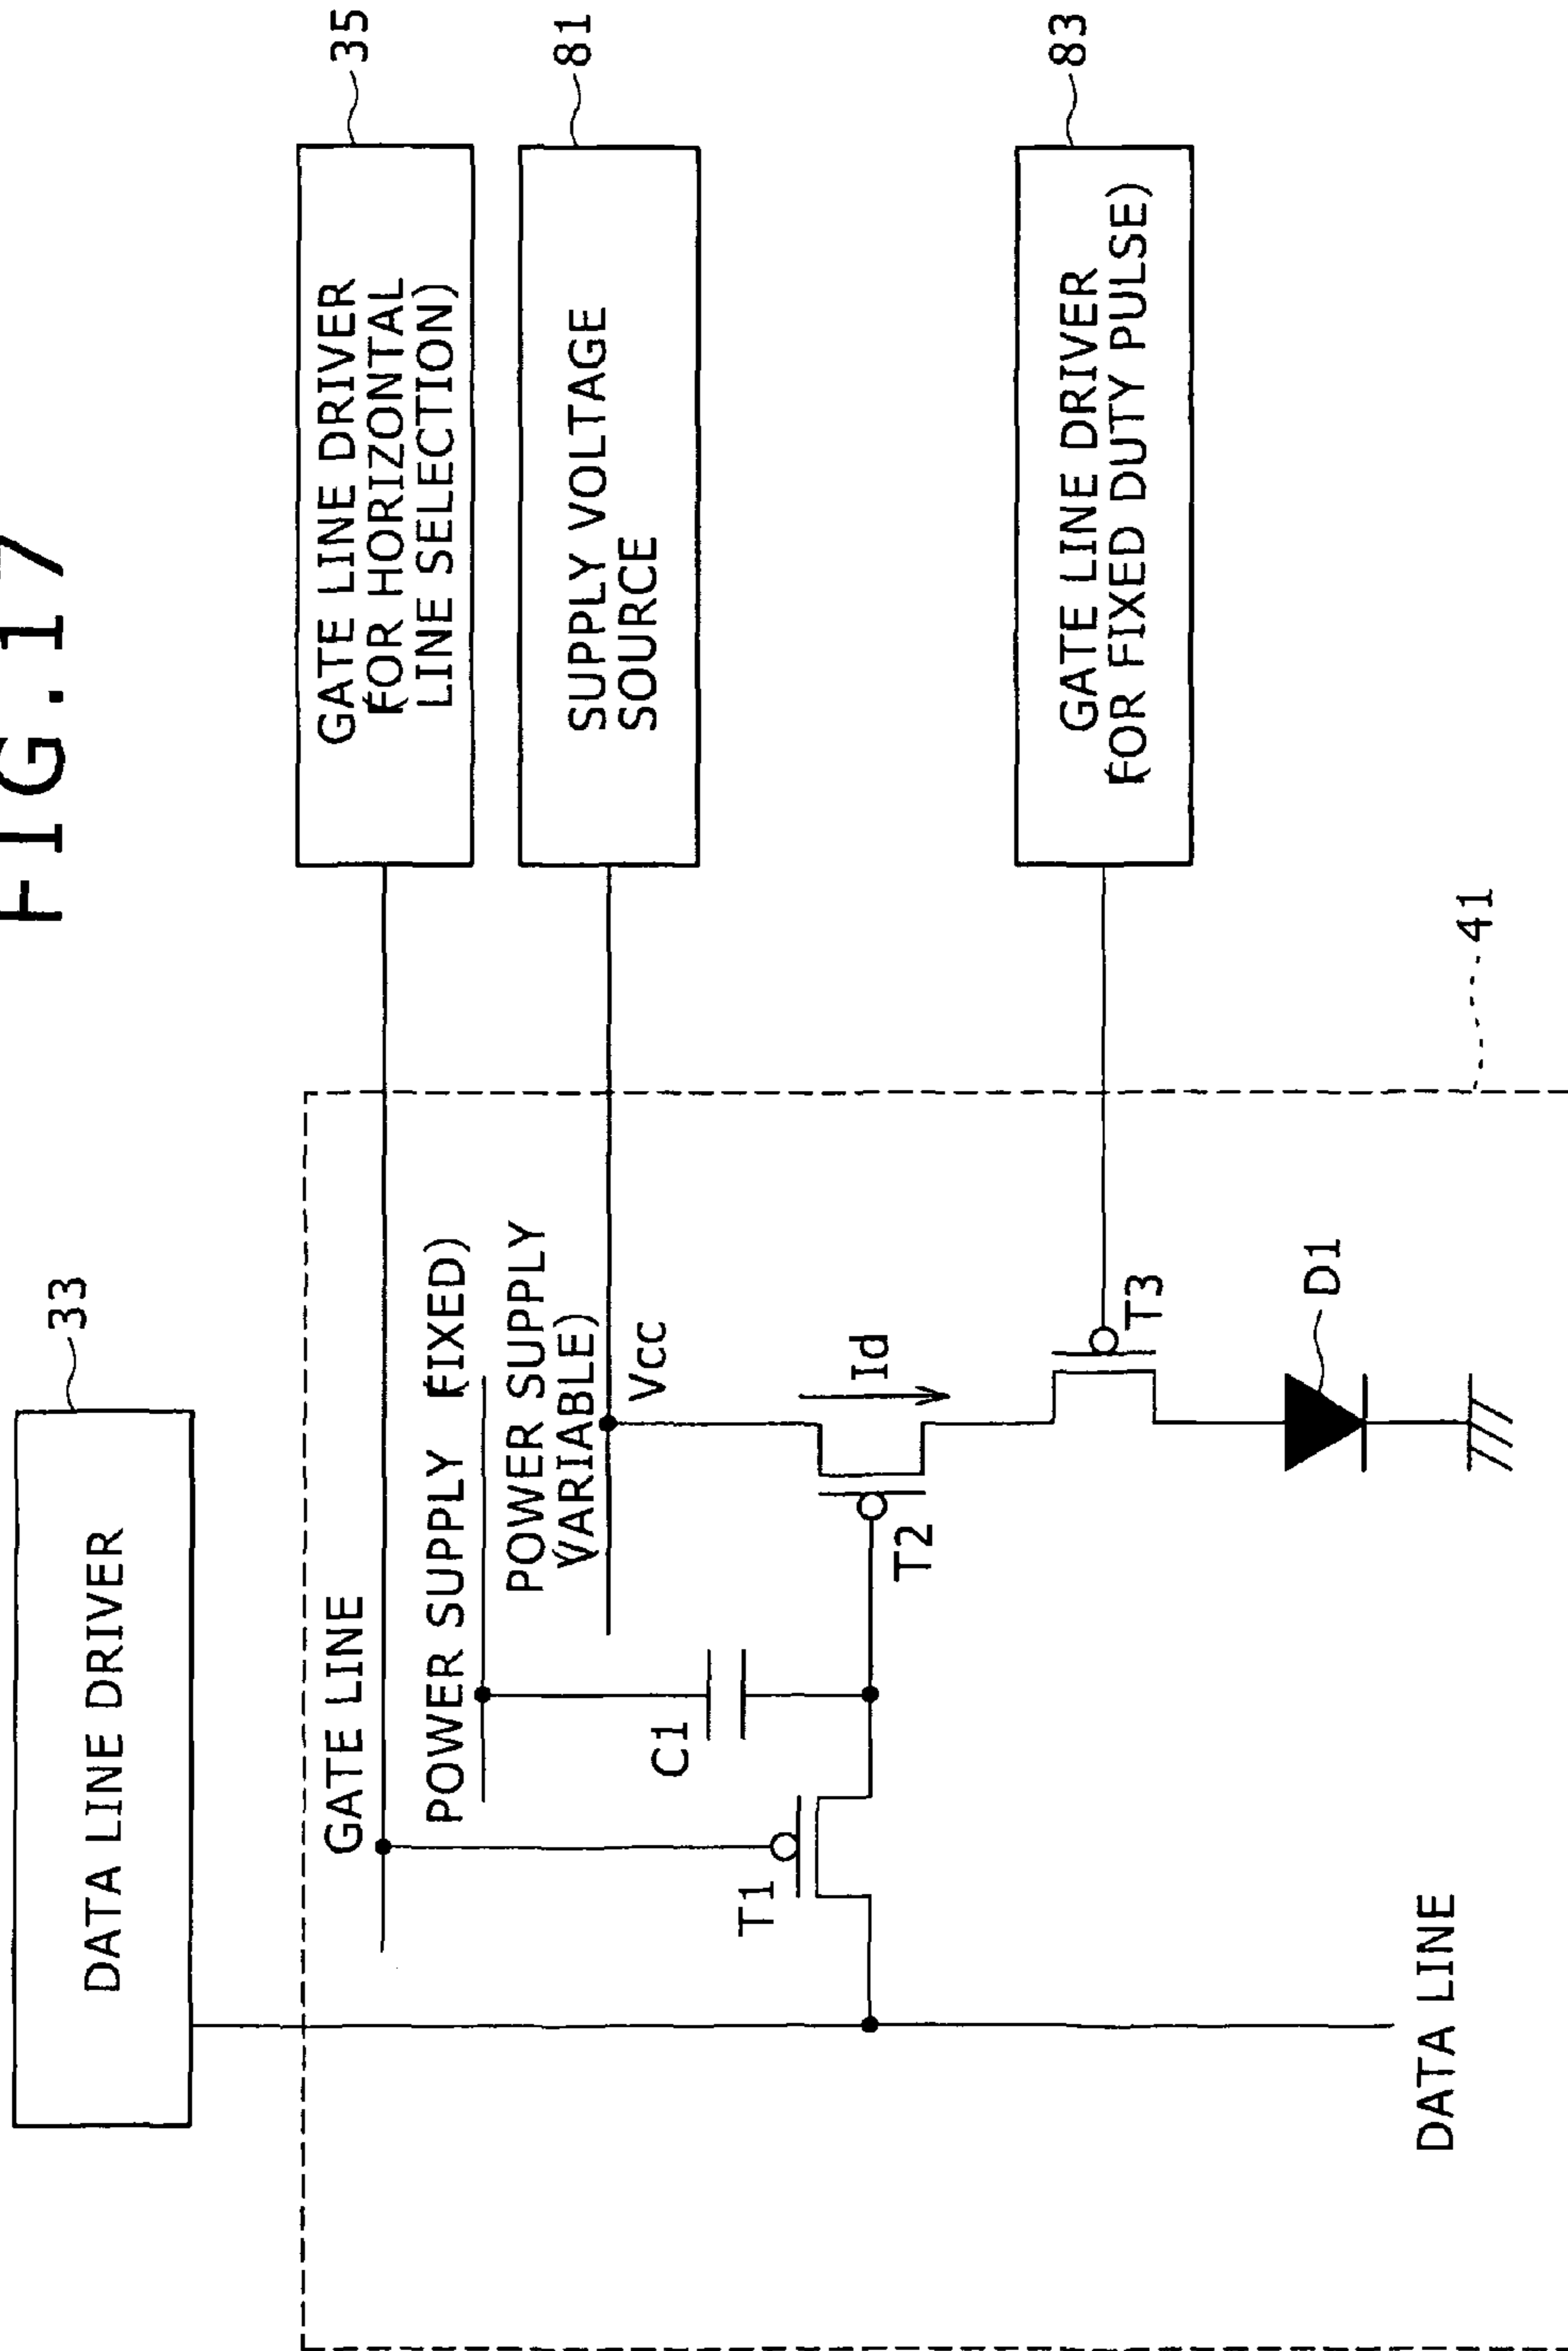 FIG.17
DATA LINE DRIVER
33
GATE LINE
GATE LINE DRIVER
(FOR HORIZONTAL
LINE SELECTION)
35
POWER SUPPLY (FIXED)
POWER SUPPLY
(VARIABLE)
Vcc
SUPPLY VOLTAGE
SOURCE
81
C1
T1
T2
Id
T3
GATE LINE DRIVER
(FOR FIXED DUTY PULSE)
83
D1
DATA LINE
41